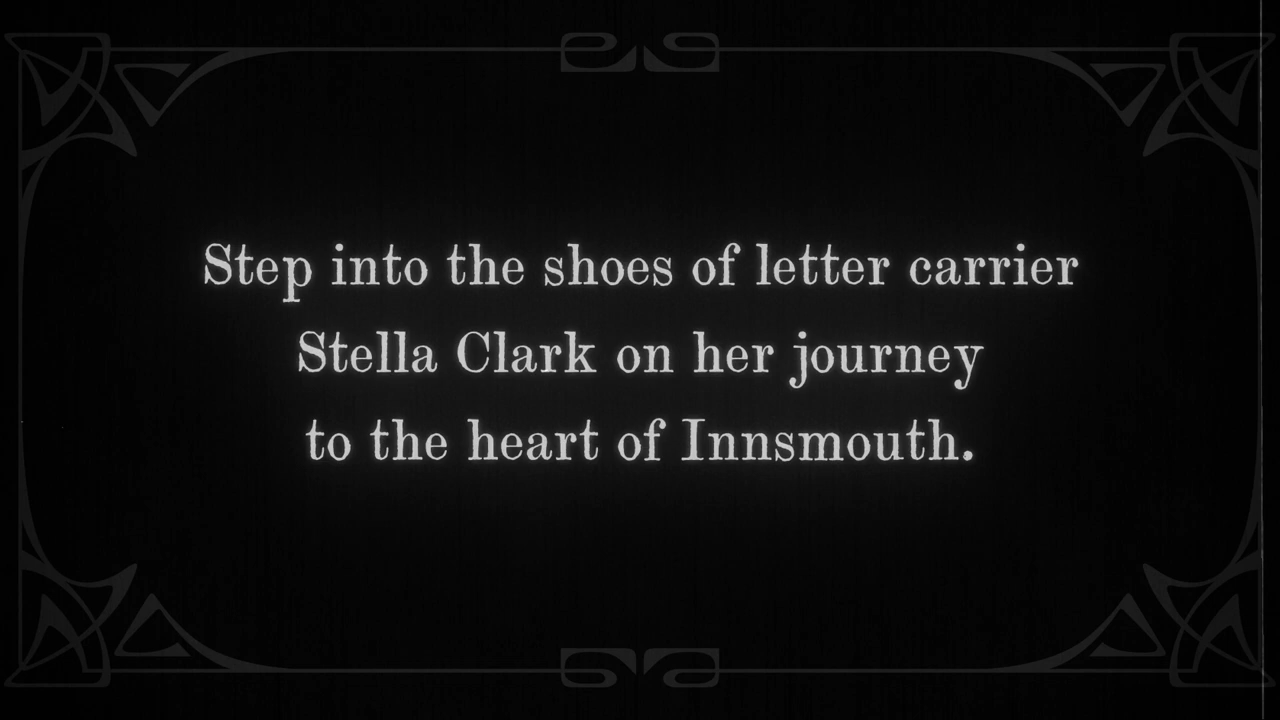 Step into the shoes of letter carrier
Stella Clark on her journey
to the heart of Innsmouth.